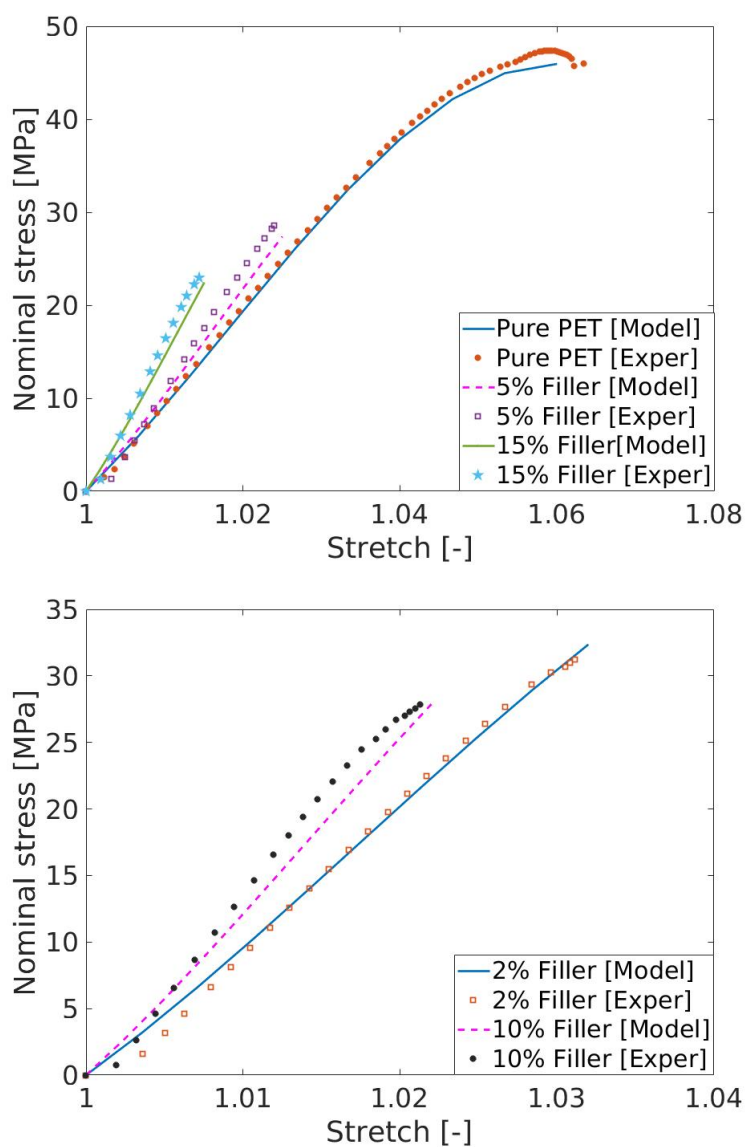 50
40
30
20
10
0
Nominal stress [MPa]
Pure PET [Model]
Pure PET [Exper]
5% Filler [Model]
5% Filler [Exper]
15% Filler[Model]
15% Filler [Exper]
1 1.02 1.04 1.06 1.08
Stretch [-]
35
30
25
20
15
10
5
0
Nominal stress [MPa]
2% Filler [Model]
2% Filler [Exper]
10% Filler [Model]
10% Filler [Exper]
1 1.01 1.02 1.03 1.04
Stretch [-]